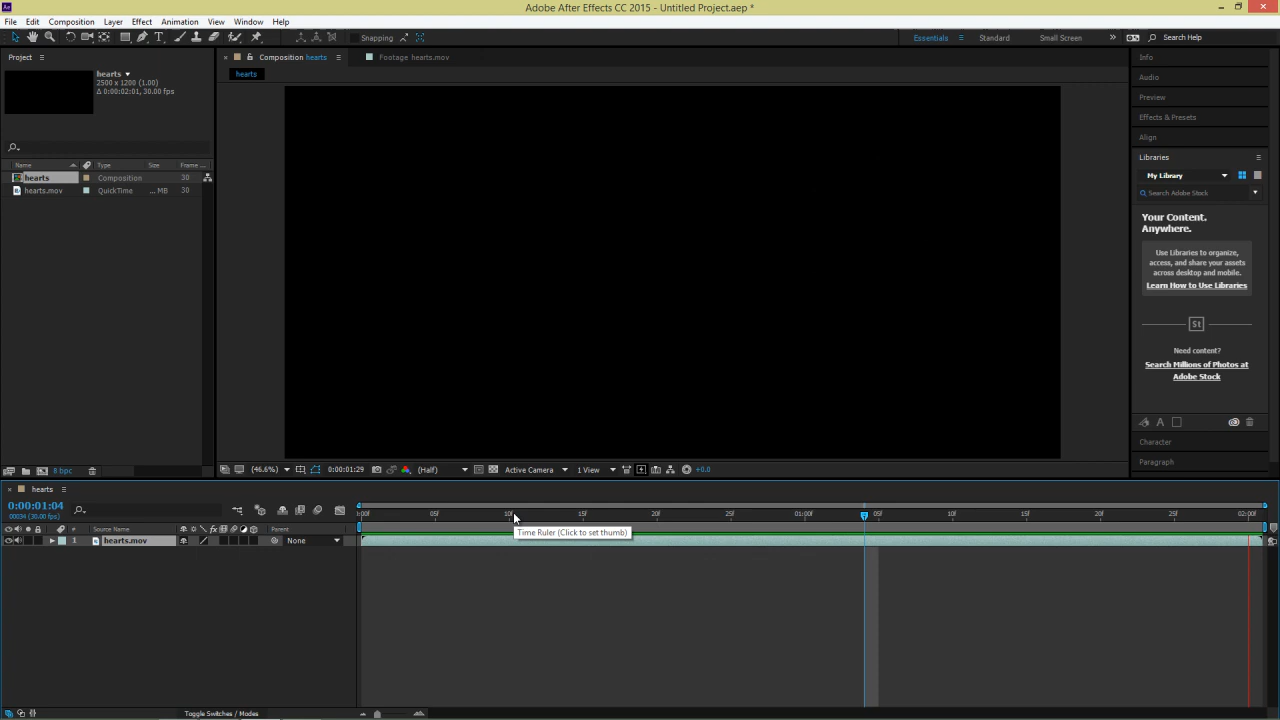 Adobe After Effects CC 2015 - Untitled Project.aep *
File Edit Composition Layer Effect Animation View Window Help
Snapping
Essentials Standard Small Screen Search Help
Project
hearts
2500 x 1200 (1.00)
Δ 0:00:02:01, 30.00 fps
Name Type Size Frame ...
hearts Composition 30
hearts.mov QuickTime ... MB 30
8 bpc
Composition hearts Footage hearts.mov
hearts
(46.6%) 0:00:01:29 (Half) Active Camera 1 View +0.0
Info
Audio
Preview
Effects & Presets
Align
Libraries
My Library
Search Adobe Stock
Your Content.
Anywhere.
Use Libraries to organize,
access, and share your assets
across desktop and mobile.
Learn How to Use Libraries
St
Need content?
Search Millions of Photos at
Adobe Stock
Character
Paragraph
hearts
0:00:01:04
00034 (30.00 fps)
:00f 05f 10f 15f 20f 25f 01:00f 05f 10f 15f 20f 25f 02:00f
# Source Name Parent
1 hearts.mov None
Time Ruler (Click to set thumb)
Toggle Switches / Modes